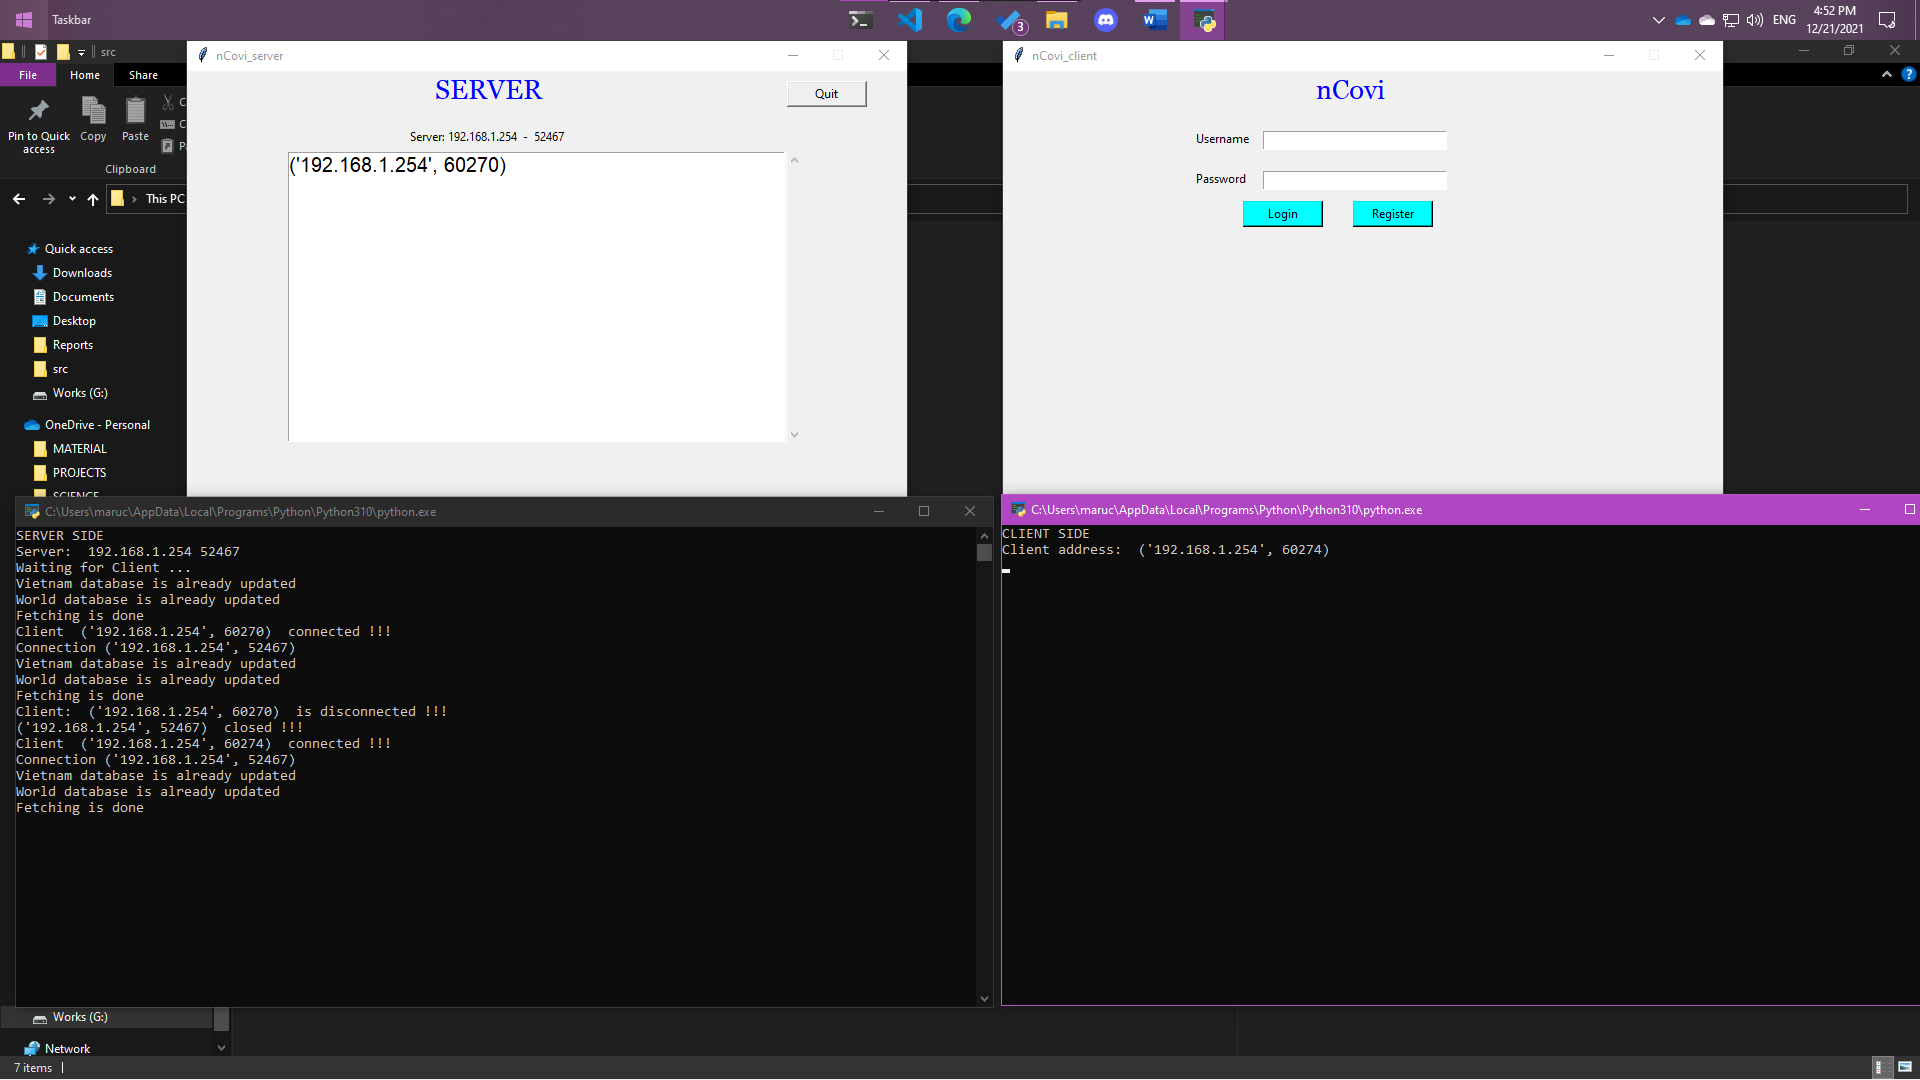 Taskbar
3
ENG
4:52 PM
12/21/2021
src
File
Home
Share
Pin to Quick access
Copy
Paste
Clipboard
This PC
Quick access
Downloads
Documents
Desktop
Reports
src
Works (G:)
OneDrive - Personal
MATERIAL
PROJECTS
SCIENCE
Works (G:)
Network
7 items
nCovi_server
SERVER
Quit
Server: 192.168.1.254 - 52467
('192.168.1.254', 60270)
nCovi_client
nCovi
Username
Password
Login
Register
C:\Users\maruc\AppData\Local\Programs\Python\Python310\python.exe
SERVER SIDE
Server:  192.168.1.254 52467
Waiting for Client ...
Vietnam database is already updated
World database is already updated
Fetching is done
Client  ('192.168.1.254', 60270)  connected !!!
Connection ('192.168.1.254', 52467)
Vietnam database is already updated
World database is already updated
Fetching is done
Client:  ('192.168.1.254', 60270)  is disconnected !!!
('192.168.1.254', 52467)  closed !!!
Client  ('192.168.1.254', 60274)  connected !!!
Connection ('192.168.1.254', 52467)
Vietnam database is already updated
World database is already updated
Fetching is done
C:\Users\maruc\AppData\Local\Programs\Python\Python310\python.exe
CLIENT SIDE
Client address:  ('192.168.1.254', 60274)